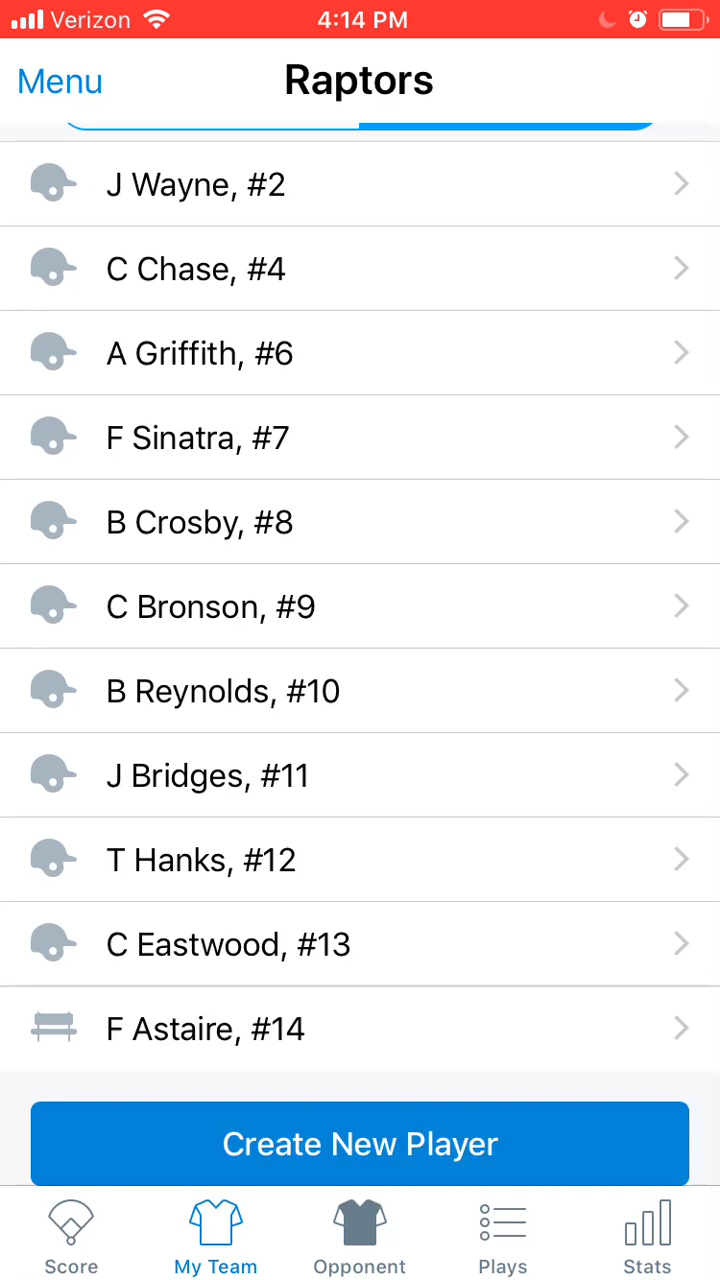 Verizon 4:14 PM
Menu Raptors
J Wayne, #2
C Chase, #4
A Griffith, #6
F Sinatra, #7
B Crosby, #8
C Bronson, #9
B Reynolds, #10
J Bridges, #11
T Hanks, #12
C Eastwood, #13
F Astaire, #14
Create New Player
Score My Team Opponent Plays Stats